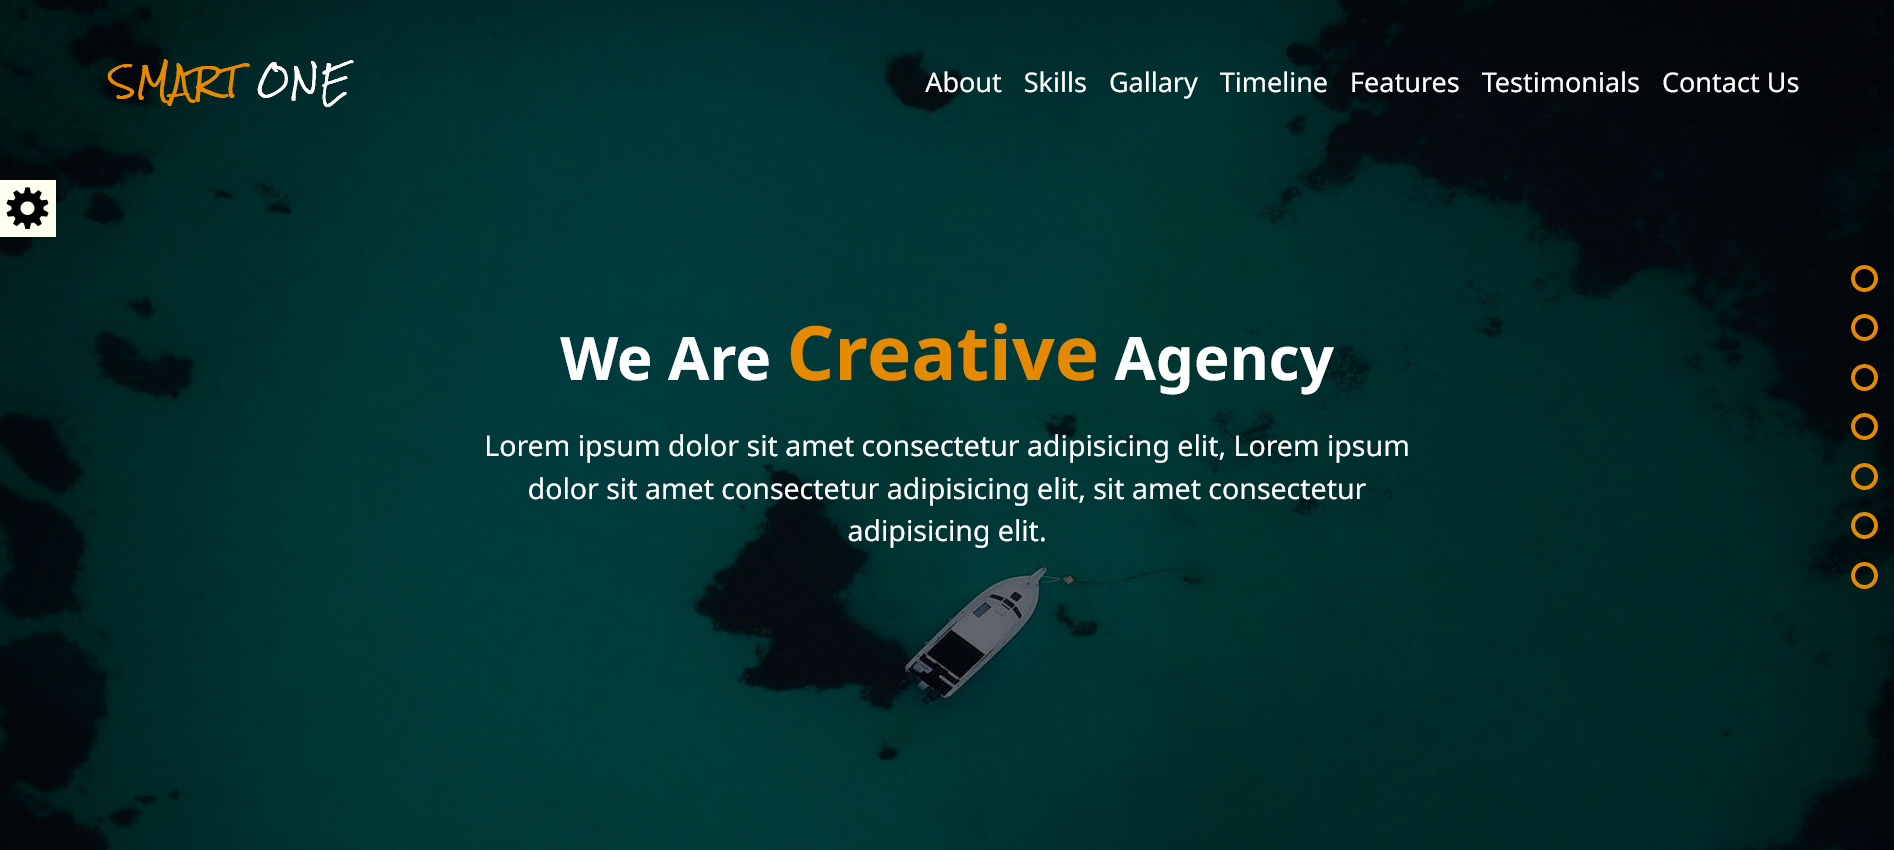 SMART ONE
About Skills Gallary Timeline Features Testimonials Contact Us
We Are Creative Agency
Lorem ipsum dolor sit amet consectetur adipisicing elit, Lorem ipsum
dolor sit amet consectetur adipisicing elit, sit amet consectetur
adipisicing elit.